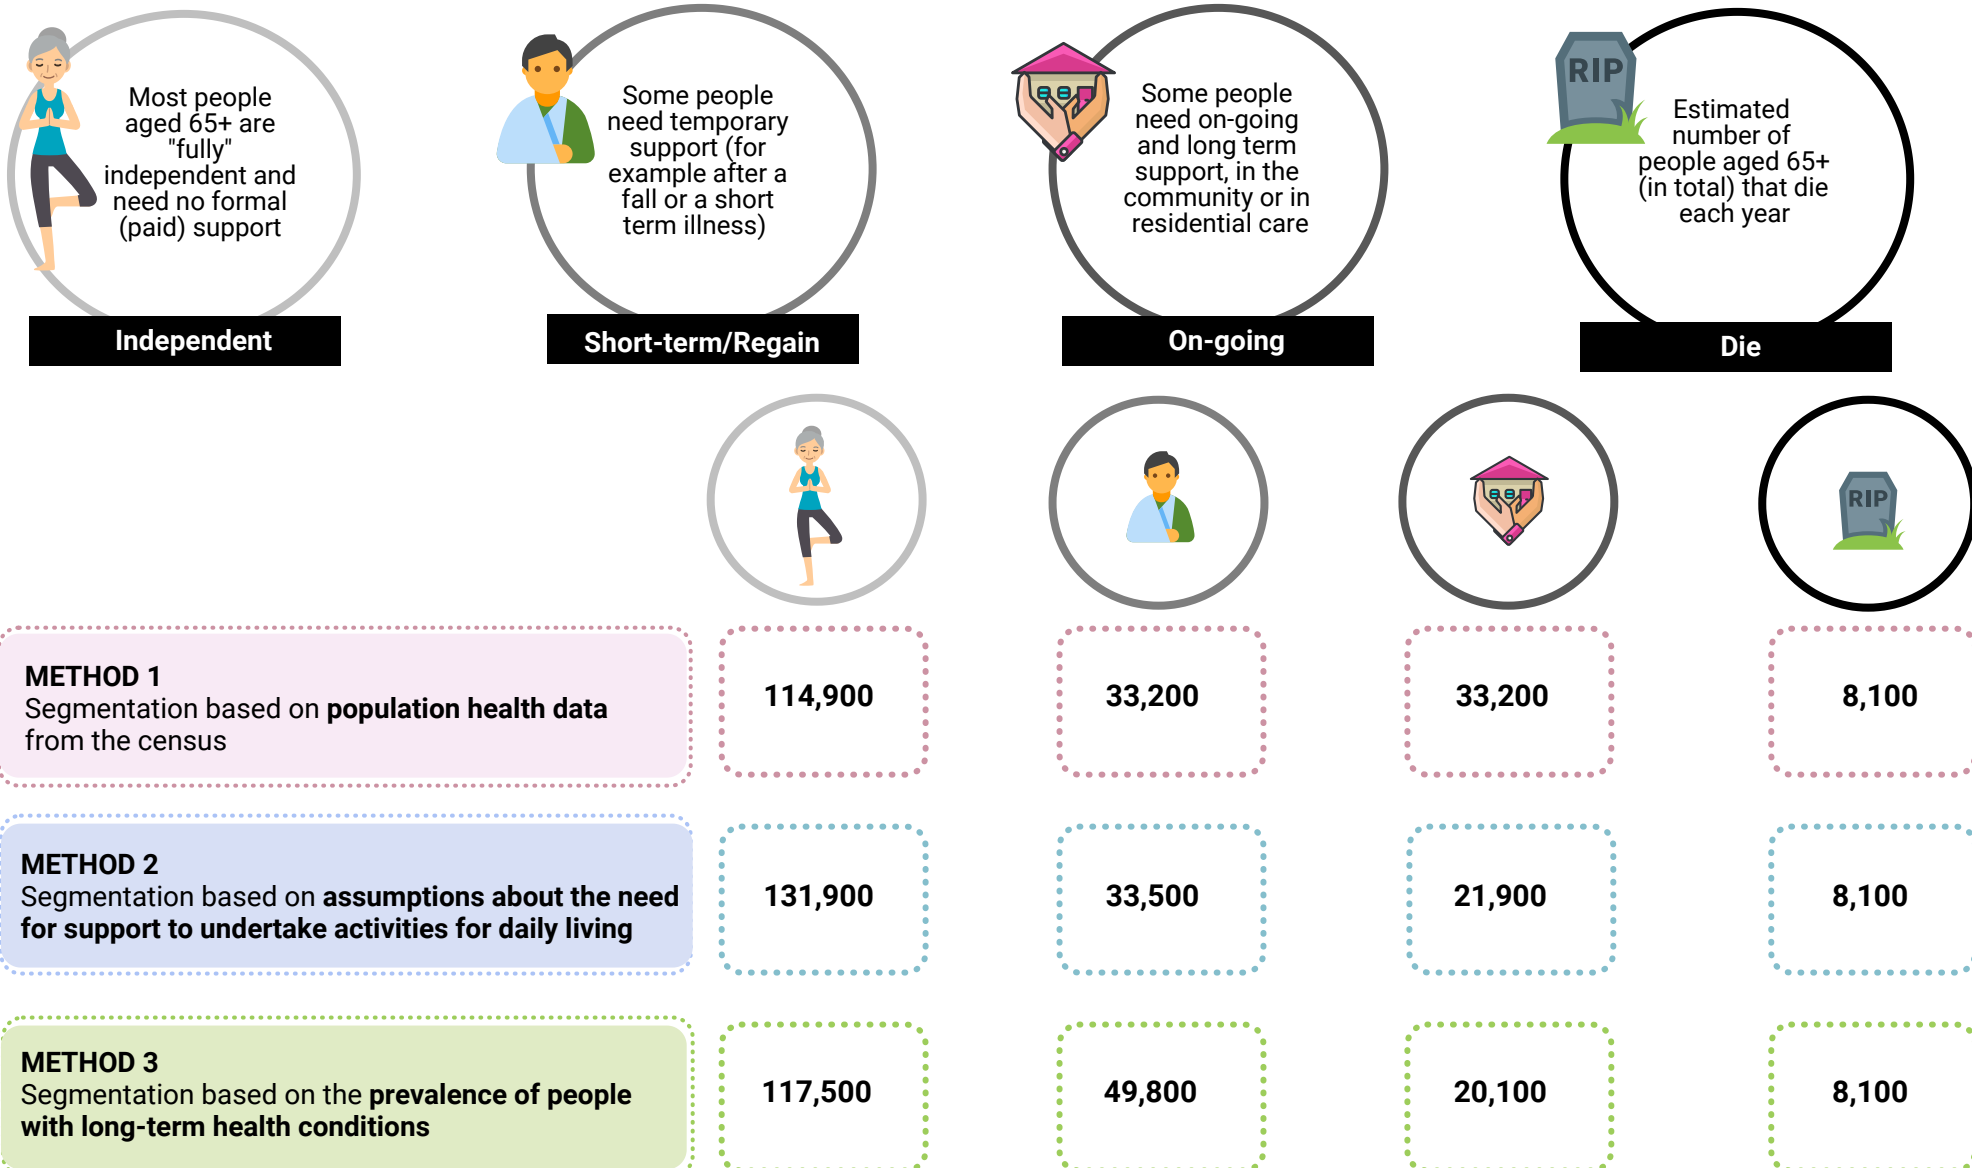 Most people
aged 65+ are
"fully"
independent and
need no formal
(paid) support
Independent
Some people
need temporary
support (for
example after a
fall or a short
term illness)
Short-term/Regain
Some people
need on-going
and long term
support, in the
community or in
residential care
On-going
RIP
Estimated
number of
people aged 65+
(in total) that die
each year
Die
RIP
METHOD 1
Segmentation based on population health data
from the census
114,900
33,200
33,200
8,100
METHOD 2
Segmentation based on assumptions about the need
for support to undertake activities for daily living
131,900
33,500
21,900
8,100
METHOD 3
Segmentation based on the prevalence of people
with long-term health conditions
117,500
49,800
20,100
8,100